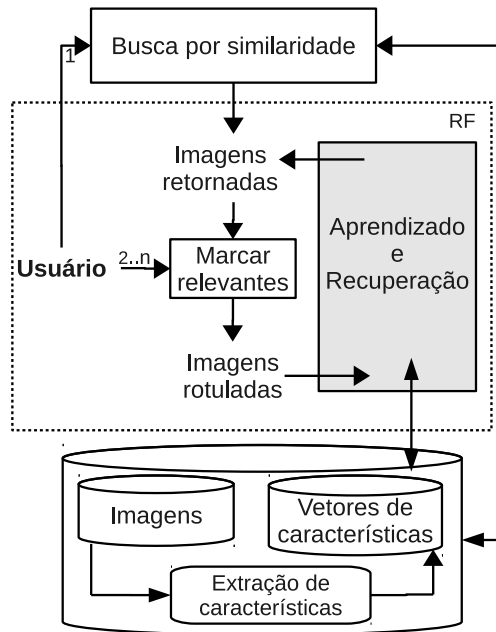 Busca por similaridade
1
RF
Imagens
retornadas
Aprendizado
e
Recuperação
Usuário
2..n
Marcar
relevantes
Imagens
rotuladas
Imagens
Vetores de
características
Extração de
características